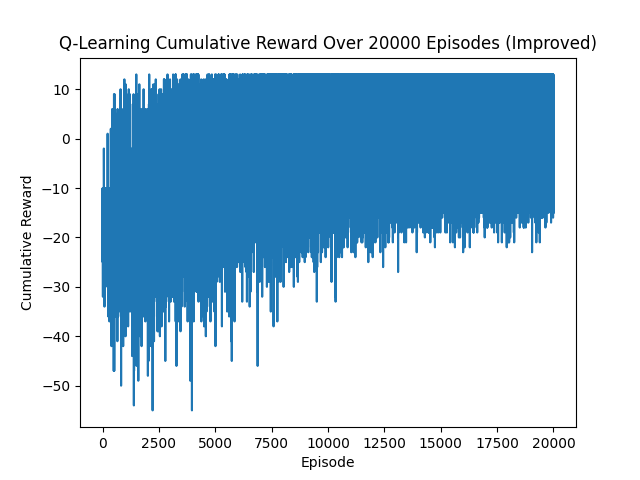 Q-Learning Cumulative Reward Over 20000 Episodes (Improved)
10
0
−10
−20
−30
−40
−50
Cumulative Reward
0 2500 5000 7500 10000 12500 15000 17500 20000
Episode